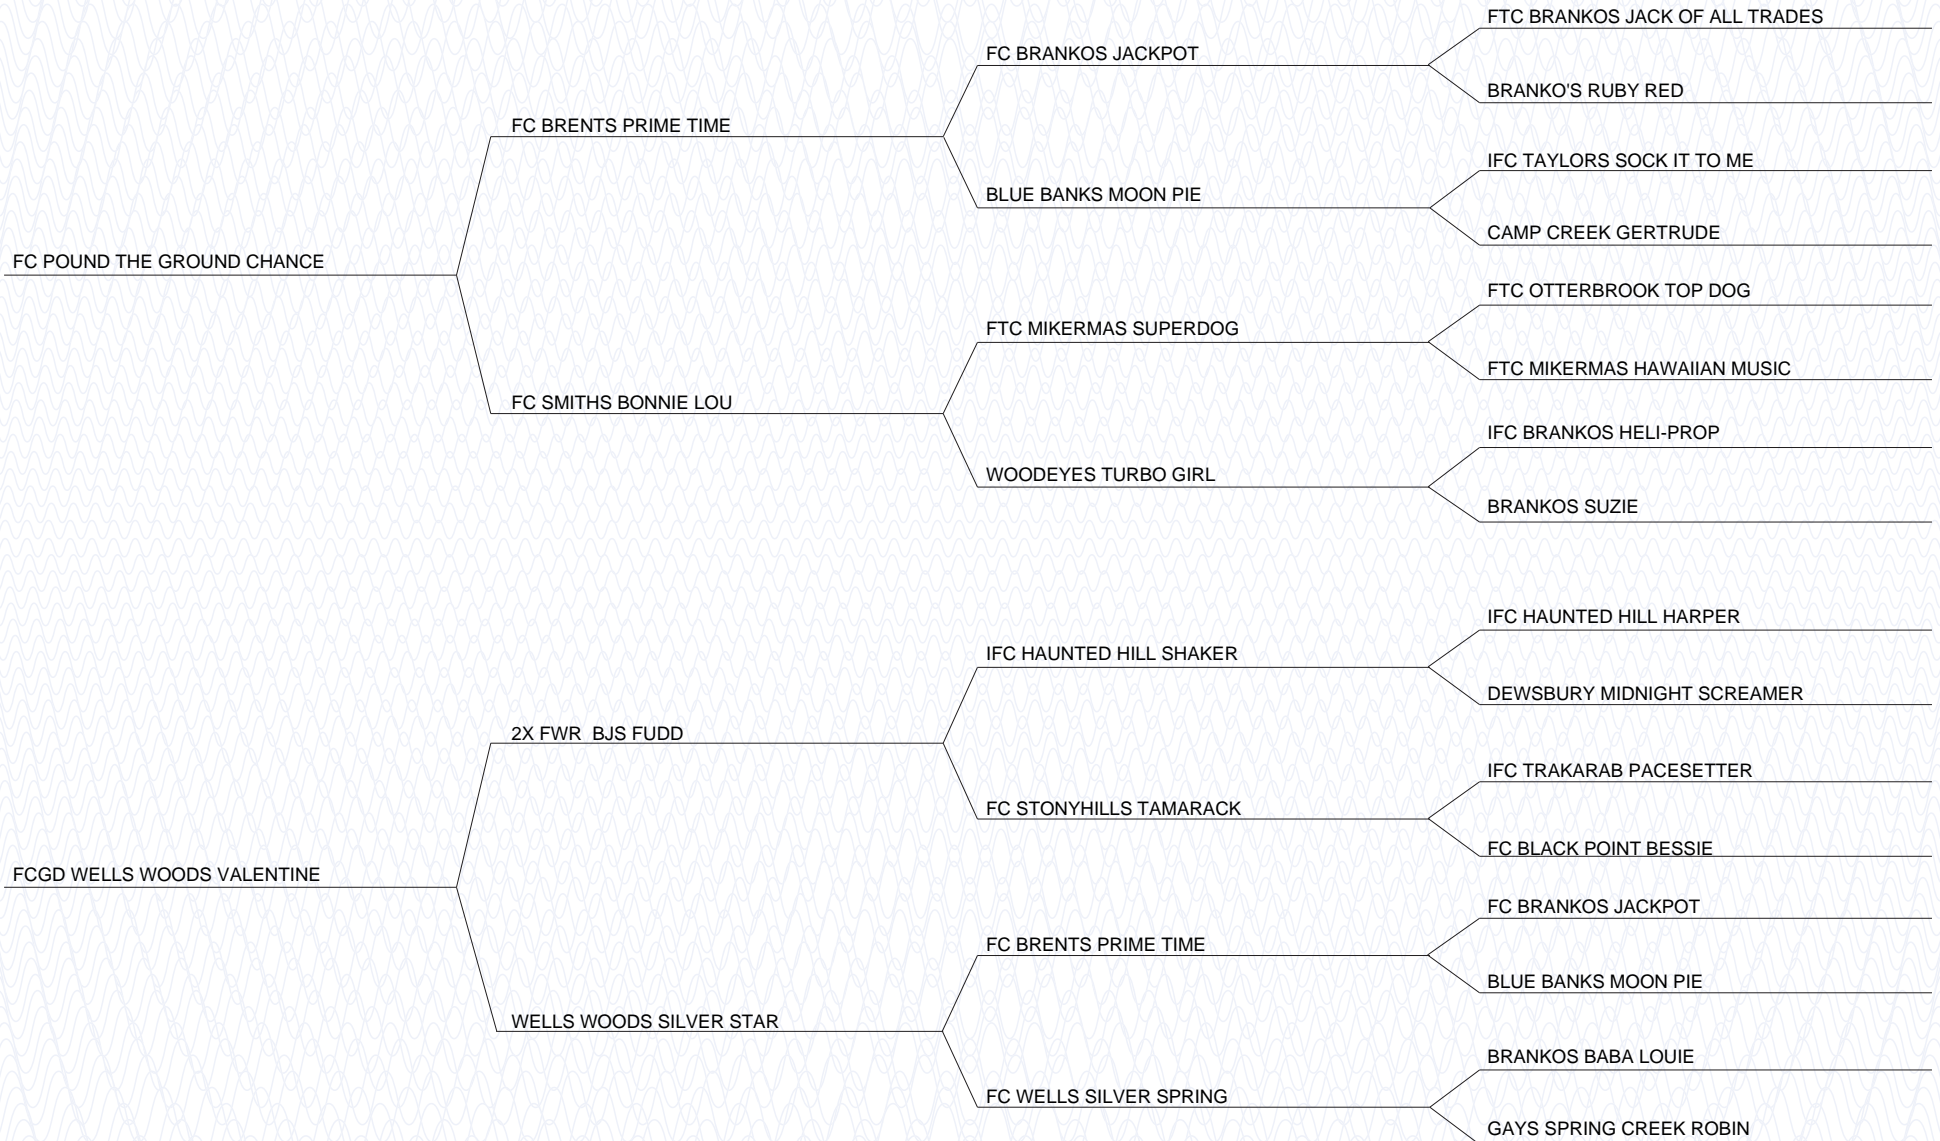 FTC BRANKOS JACK OF ALL TRADES
FC BRANKOS JACKPOT
BRANKO'S RUBY RED
FC BRENTS PRIME TIME
IFC TAYLORS SOCK IT TO ME
BLUE BANKS MOON PIE
CAMP CREEK GERTRUDE
FC POUND THE GROUND CHANCE
FTC OTTERBROOK TOP DOG
FTC MIKERMAS SUPERDOG
FTC MIKERMAS HAWAIIAN MUSIC
FC SMITHS BONNIE LOU
IFC BRANKOS HELI-PROP
WOODEYES TURBO GIRL
BRANKOS SUZIE
IFC HAUNTED HILL HARPER
IFC HAUNTED HILL SHAKER
DEWSBURY MIDNIGHT SCREAMER
2X FWR  BJS FUDD
IFC TRAKARAB PACESETTER
FC STONYHILLS TAMARACK
FC BLACK POINT BESSIE
FCGD WELLS WOODS VALENTINE
FC BRANKOS JACKPOT
FC BRENTS PRIME TIME
BLUE BANKS MOON PIE
WELLS WOODS SILVER STAR
BRANKOS BABA LOUIE
FC WELLS SILVER SPRING
GAYS SPRING CREEK ROBIN